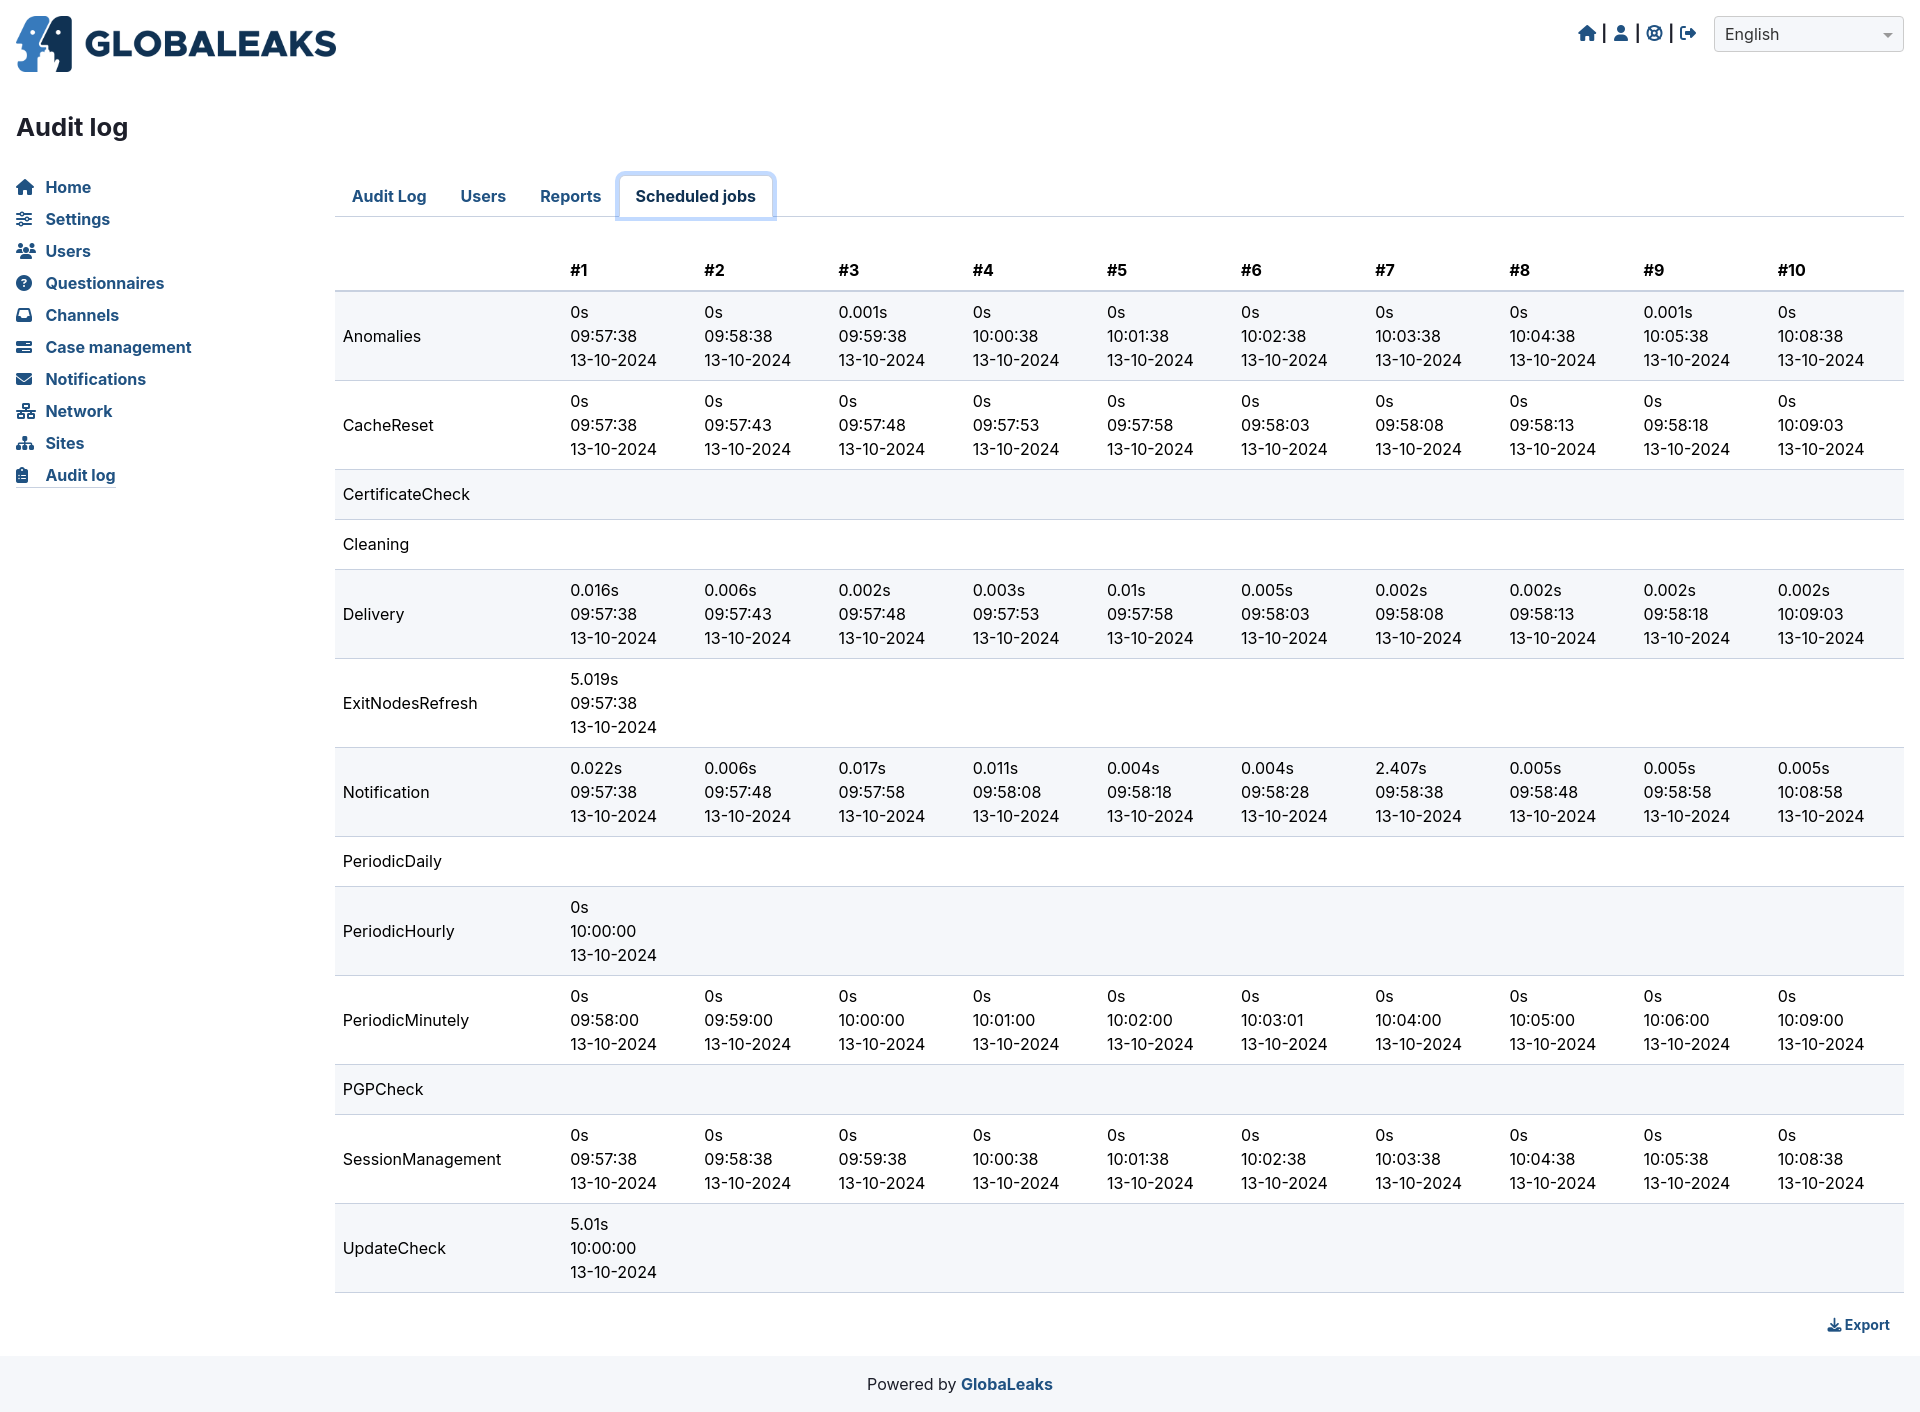 GLOBALEAKS
| | | English
Audit log
Home
Settings
Users
Questionnaires
Channels
Case management
Notifications
Network
Sites
Audit log
Audit Log Users Reports Scheduled jobs
#1 #2 #3 #4 #5 #6 #7 #8 #9 #10
Anomalies
0s 0s 0.001s 0s 0s 0s 0s 0s 0.001s 0s
09:57:38 09:58:38 09:59:38 10:00:38 10:01:38 10:02:38 10:03:38 10:04:38 10:05:38 10:08:38
13-10-2024 13-10-2024 13-10-2024 13-10-2024 13-10-2024 13-10-2024 13-10-2024 13-10-2024 13-10-2024 13-10-2024
CacheReset
0s 0s 0s 0s 0s 0s 0s 0s 0s 0s
09:57:38 09:57:43 09:57:48 09:57:53 09:57:58 09:58:03 09:58:08 09:58:13 09:58:18 10:09:03
13-10-2024 13-10-2024 13-10-2024 13-10-2024 13-10-2024 13-10-2024 13-10-2024 13-10-2024 13-10-2024 13-10-2024
CertificateCheck
Cleaning
Delivery
0.016s 0.006s 0.002s 0.003s 0.01s 0.005s 0.002s 0.002s 0.002s 0.002s
09:57:38 09:57:43 09:57:48 09:57:53 09:57:58 09:58:03 09:58:08 09:58:13 09:58:18 10:09:03
13-10-2024 13-10-2024 13-10-2024 13-10-2024 13-10-2024 13-10-2024 13-10-2024 13-10-2024 13-10-2024 13-10-2024
ExitNodesRefresh
5.019s
09:57:38
13-10-2024
Notification
0.022s 0.006s 0.017s 0.011s 0.004s 0.004s 2.407s 0.005s 0.005s 0.005s
09:57:38 09:57:48 09:57:58 09:58:08 09:58:18 09:58:28 09:58:38 09:58:48 09:58:58 10:08:58
13-10-2024 13-10-2024 13-10-2024 13-10-2024 13-10-2024 13-10-2024 13-10-2024 13-10-2024 13-10-2024 13-10-2024
PeriodicDaily
PeriodicHourly
0s
10:00:00
13-10-2024
PeriodicMinutely
0s 0s 0s 0s 0s 0s 0s 0s 0s 0s
09:58:00 09:59:00 10:00:00 10:01:00 10:02:00 10:03:01 10:04:00 10:05:00 10:06:00 10:09:00
13-10-2024 13-10-2024 13-10-2024 13-10-2024 13-10-2024 13-10-2024 13-10-2024 13-10-2024 13-10-2024 13-10-2024
PGPCheck
SessionManagement
0s 0s 0s 0s 0s 0s 0s 0s 0s 0s
09:57:38 09:58:38 09:59:38 10:00:38 10:01:38 10:02:38 10:03:38 10:04:38 10:05:38 10:08:38
13-10-2024 13-10-2024 13-10-2024 13-10-2024 13-10-2024 13-10-2024 13-10-2024 13-10-2024 13-10-2024 13-10-2024
UpdateCheck
5.01s
10:00:00
13-10-2024
Export
Powered by GlobaLeaks